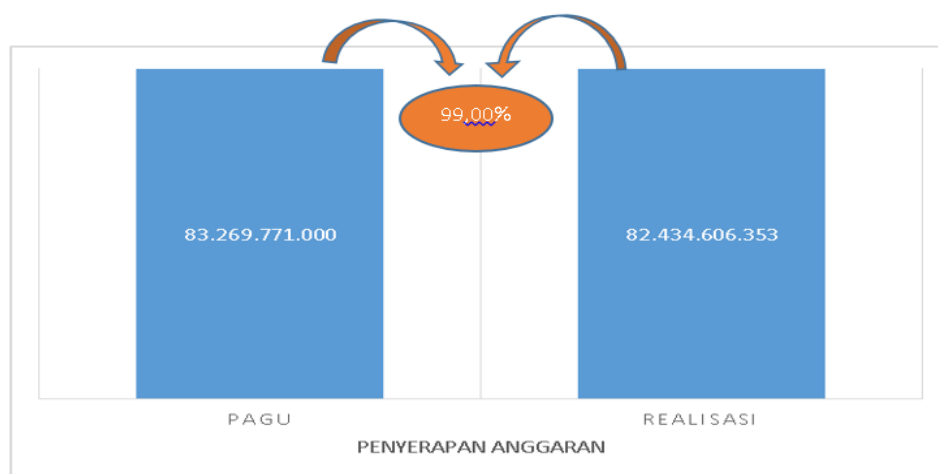 99,00%
83.269.771.000
82.434.606.353
PAGU
REALISASI
PENYERAPAN ANGGARAN